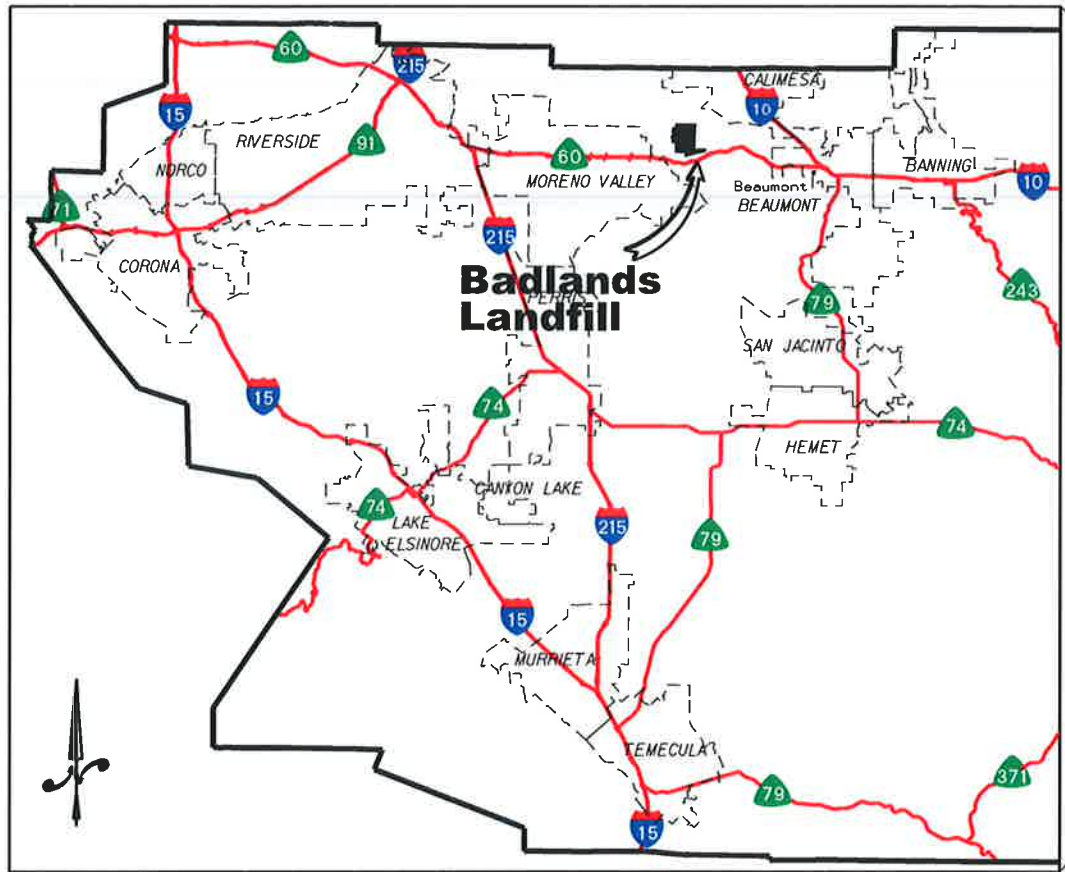 60
215
CALIMESA
15
10
RIVERSIDE
91
NORCO
60
BANNING
MORENO VALLEY
Beaumont
BEAUMONT
10
71
215
CORONA
Badlands
Landfill
PERRIS
79
243
SAN JACINTO
15
74
74
HEMET
CANYON LAKE
74
LAKE
ELSINORE
215
79
15
MURRIETA
TEMECULA
371
79
15